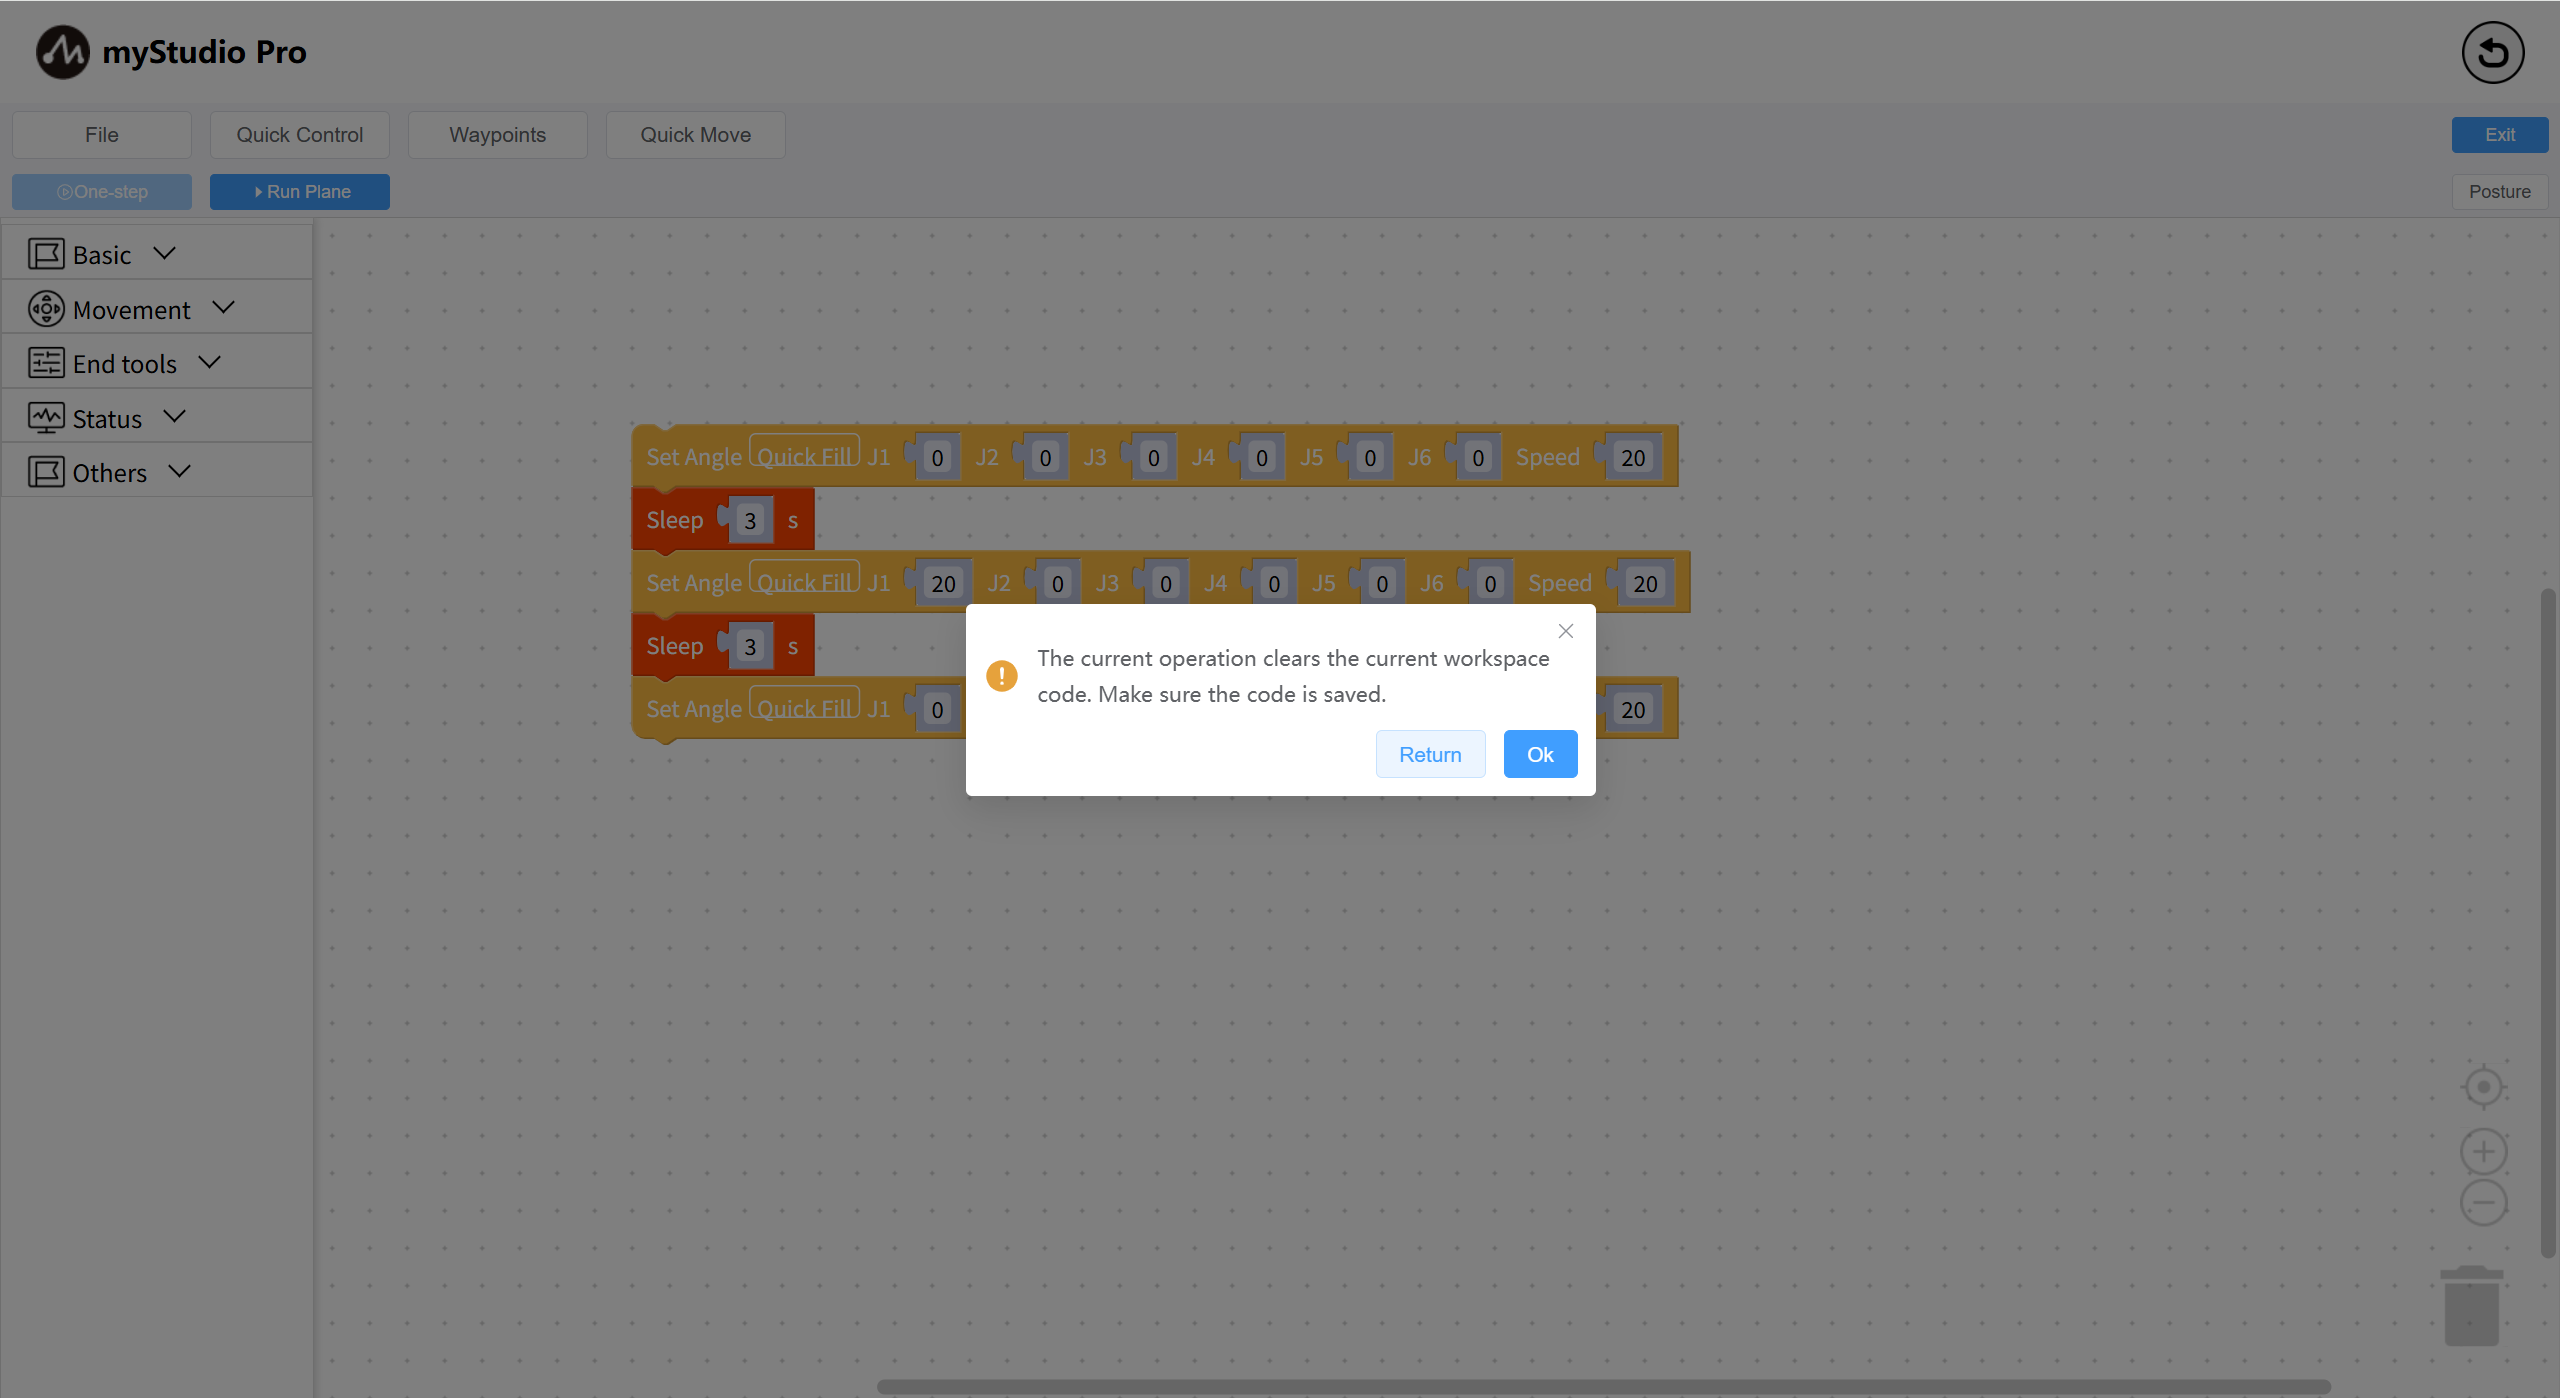 myStudio Pro
File Quick Control Waypoints Quick Move Exit
One-step Run Plane Posture
Basic
Movement
End tools
Status
Others
Set Angle Quick Fill J1 0 J2 0 J3 0 J4 0 J5 0 J6 0 Speed 20
Sleep 3 s
Set Angle Quick Fill J1 20 J2 0 J3 0 J4 0 J5 0 J6 0 Speed 20
Sleep 3 s
Set Angle Quick Fill J1 0 20
The current operation clears the current workspace
code. Make sure the code is saved.
Return Ok